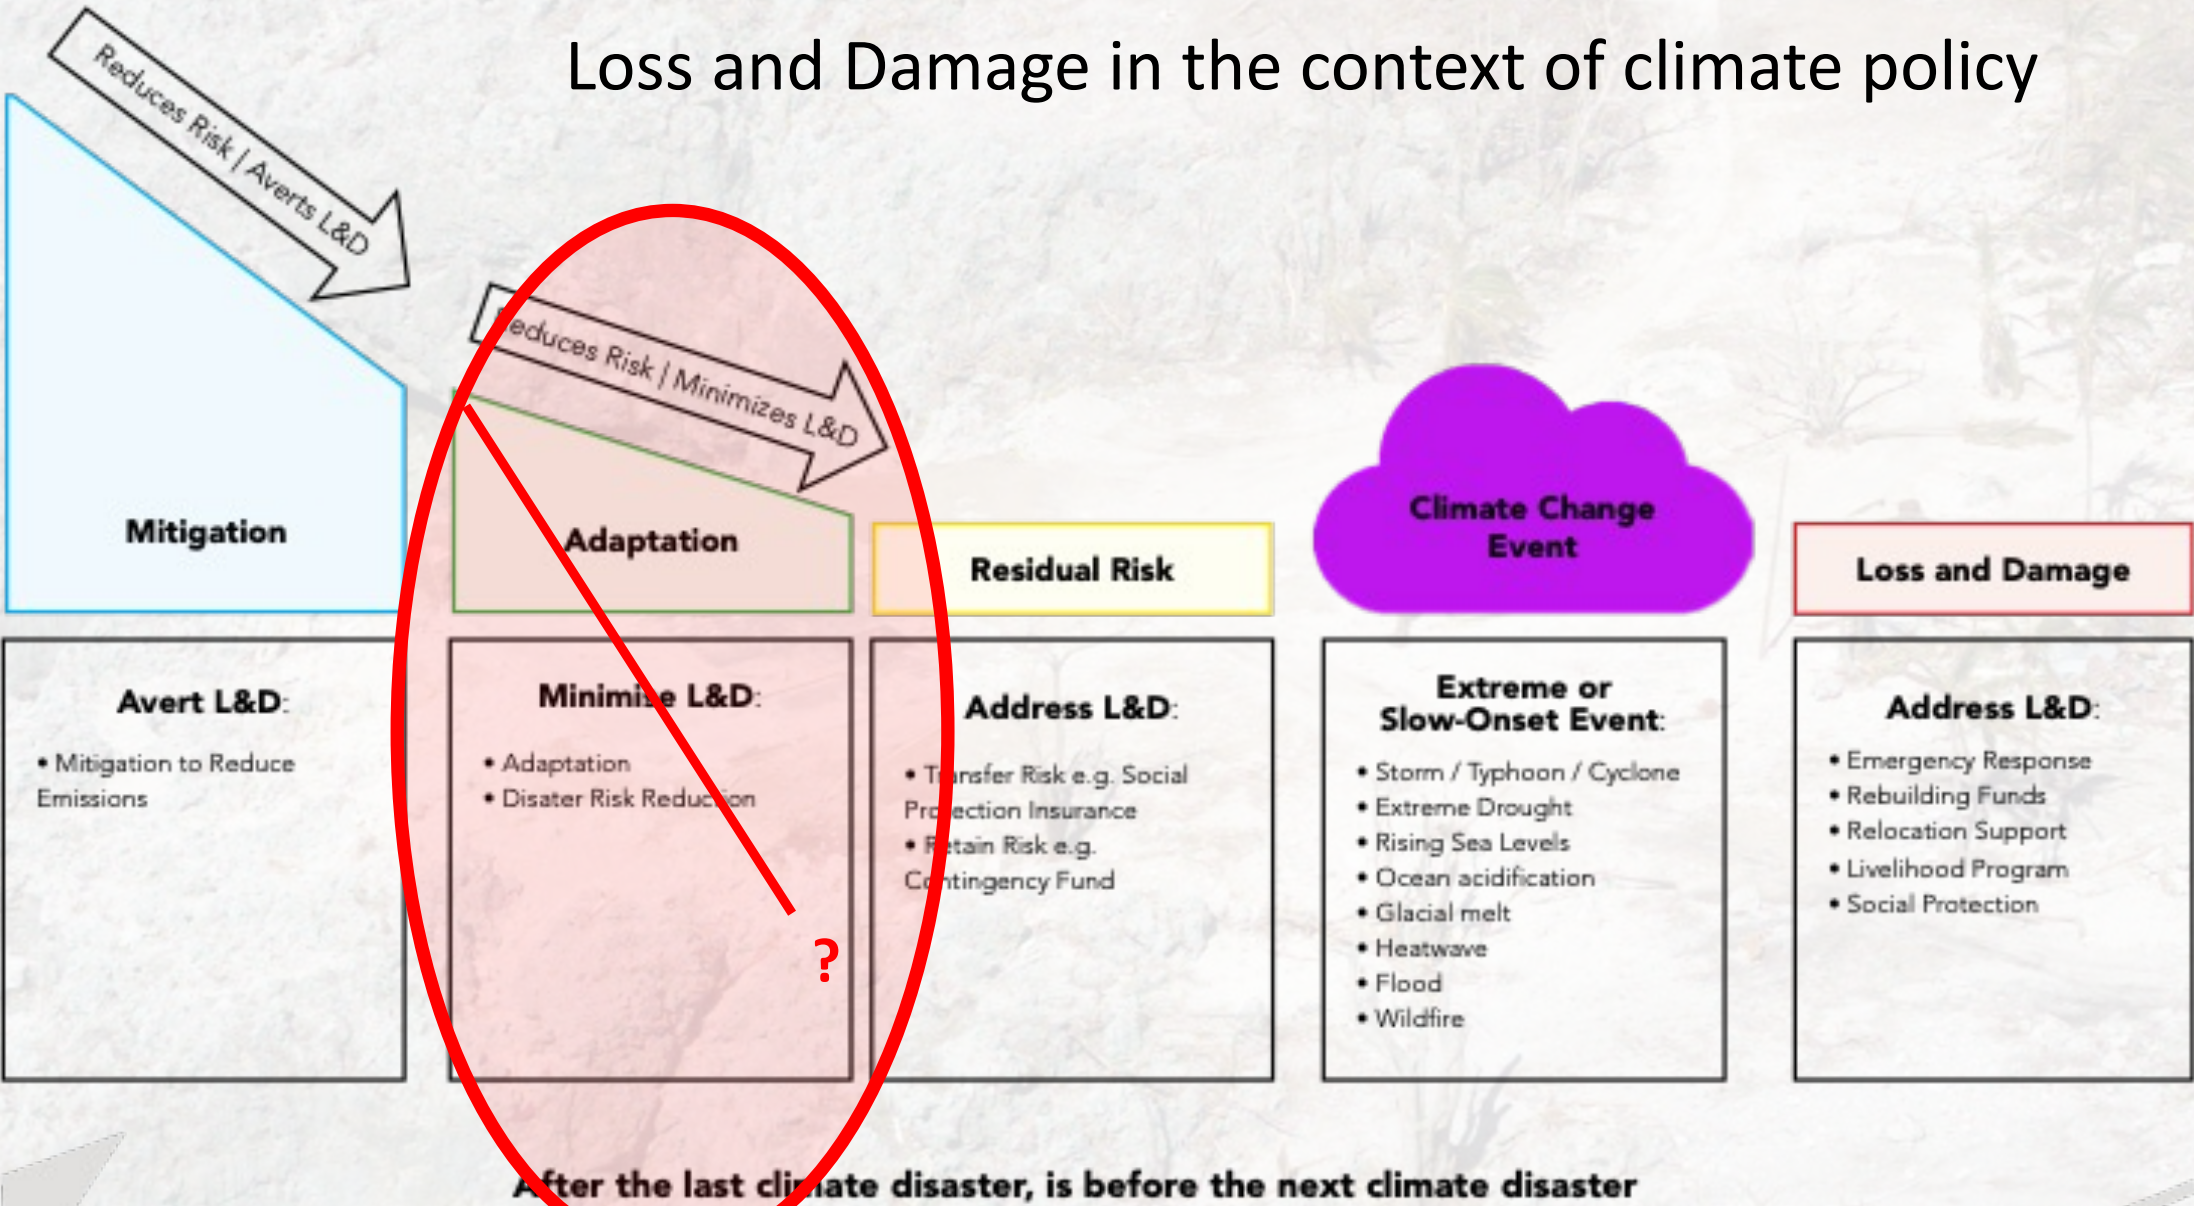 Loss and Damage in the context of climate policy
Reduces Risk | Averts L&D
Reduces Risk | Minimizes L&D
Mitigation
Adaptation
Residual Risk
Climate Change
Event
Loss and Damage
Avert L&D:
• Mitigation to Reduce
Emissions
Minimise L&D:
• Adaptation
• Disater Risk Reduction
?
Address L&D:
• Transfer Risk e.g. Social
Protection Insurance
• Retain Risk e.g.
Contingency Fund
Extreme or
Slow-Onset Event:
• Storm / Typhoon / Cyclone
• Extreme Drought
• Rising Sea Levels
• Ocean acidification
• Glacial melt
• Heatwave
• Flood
• Wildfire
Address L&D:
• Emergency Response
• Rebuilding Funds
• Relocation Support
• Livelihood Program
• Social Protection
After the last climate disaster, is before the next climate disaster